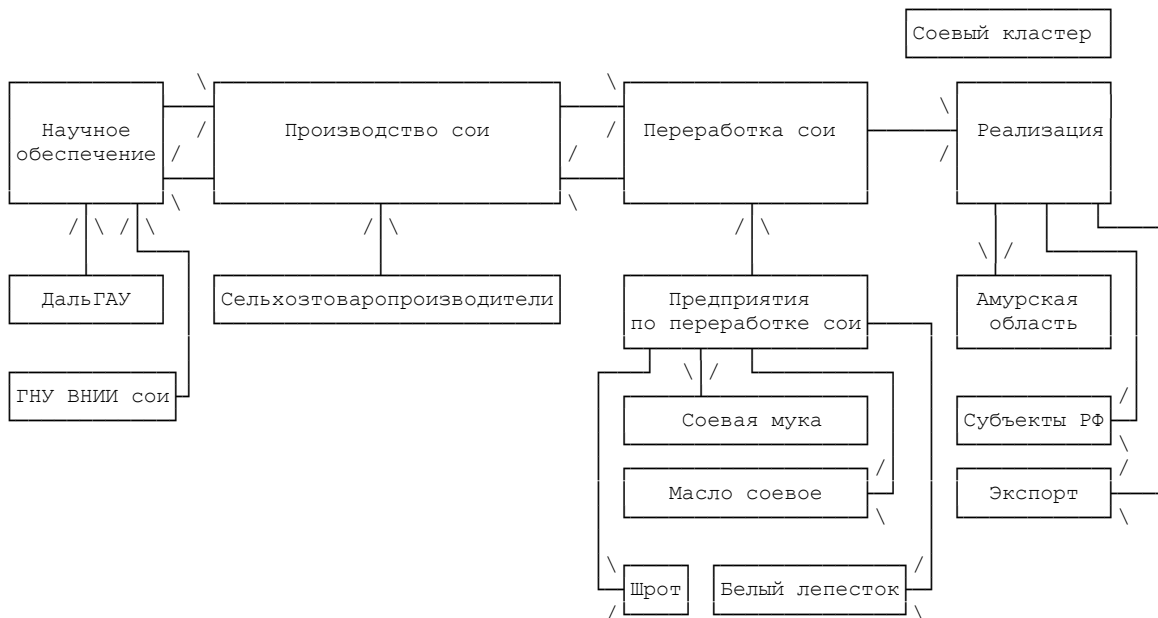 Соевый кластер
Научное
обеспечение
Производство сои
Переработка сои
Реализация
ДальГАУ
Сельхозтоваропроизводители
Предприятия
по переработке сои
Амурская
область
ГНУ ВНИИ сои
Соевая мука
Субъекты РФ
Масло соевое
Экспорт
Шрот
Белый лепесток